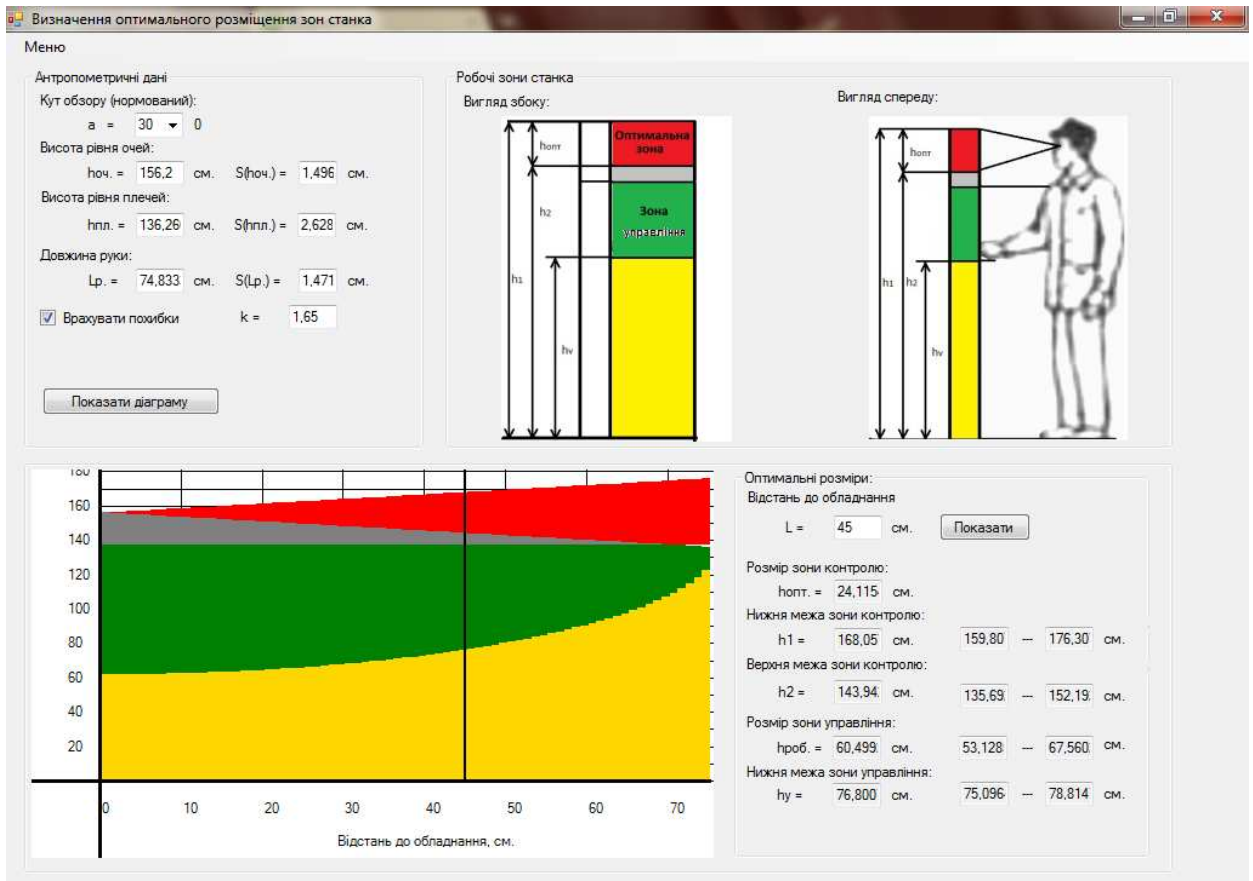 Визначення оптимального розміщення зон станка
Меню
Антропометричні дані
Кут обзору (нормований):
a = 30 0
Висота рівня очей:
hоч. = 156,2 см. S(hоч.) = 1,496 см.
Висота рівня плечей:
hпл. = 136,26 см. S(hпл.) = 2,628 см.
Довжина руки:
Lр. = 74,833 см. S(Lр.) = 1,471 см.
Врахувати похибки k = 1,65
Показати діаграму
Робочі зони станка
Вигляд збоку:
Оптимальна
зона
hопт
h2
Зона
управління
h1
hv
Вигляд спереду:
hопт
h1 h2
hv
180
160
140
120
100
80
60
40
20
0 10 20 30 40 50 60 70
Відстань до обладнання, см.
Оптимальні розміри:
Відстань до обладнання
L = 45 см. Показати
Розмір зони контролю:
hопт. = 24,115 см.
Нижня межа зони контролю:
h1 = 168,05 см. 159,80 --- 176,30 см.
Верхня межа зони контролю:
h2 = 143,94 см. 135,69 --- 152,19 см.
Розмір зони управління:
hроб. = 60,499 см. 53,128 --- 67,560 см.
Нижня межа зони управління:
hy = 76,800 см. 75,096 --- 78,814 см.